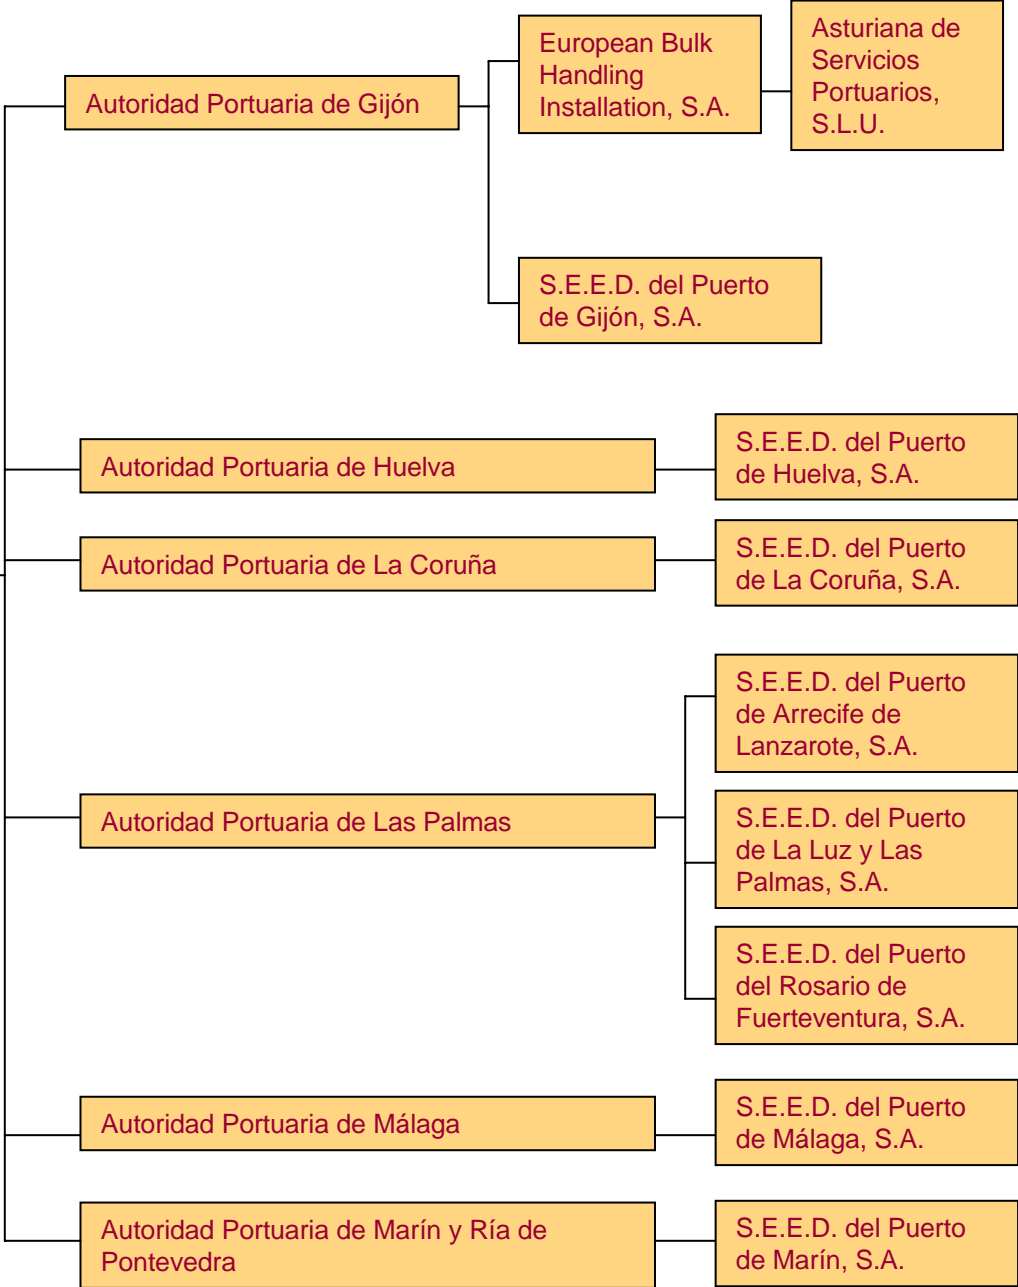 Autoridad Portuaria de Gijón
European Bulk
Handling
Installation, S.A.
Asturiana de
Servicios
Portuarios,
S.L.U.
S.E.E.D. del Puerto
de Gijón, S.A.
Autoridad Portuaria de Huelva
S.E.E.D. del Puerto
de Huelva, S.A.
Autoridad Portuaria de La Coruña
S.E.E.D. del Puerto
de La Coruña, S.A.
Autoridad Portuaria de Las Palmas
S.E.E.D. del Puerto
de Arrecife de
Lanzarote, S.A.
S.E.E.D. del Puerto
de La Luz y Las
Palmas, S.A.
S.E.E.D. del Puerto
del Rosario de
Fuerteventura, S.A.
Autoridad Portuaria de Málaga
S.E.E.D. del Puerto
de Málaga, S.A.
Autoridad Portuaria de Marín y Ría de
Pontevedra
S.E.E.D. del Puerto
de Marín, S.A.